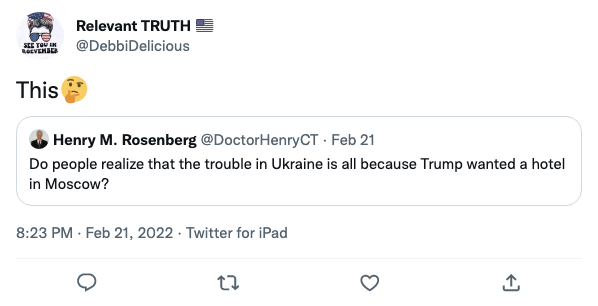 Relevant TRUTH 🇺🇸
@DebbiDelicious
SEE YOU IN
ROEVEMBER
This🤔
Henry M. Rosenberg @DoctorHenryCT · Feb 21
Do people realize that the trouble in Ukraine is all because Trump wanted a hotel
in Moscow?
8:23 PM · Feb 21, 2022 · Twitter for iPad